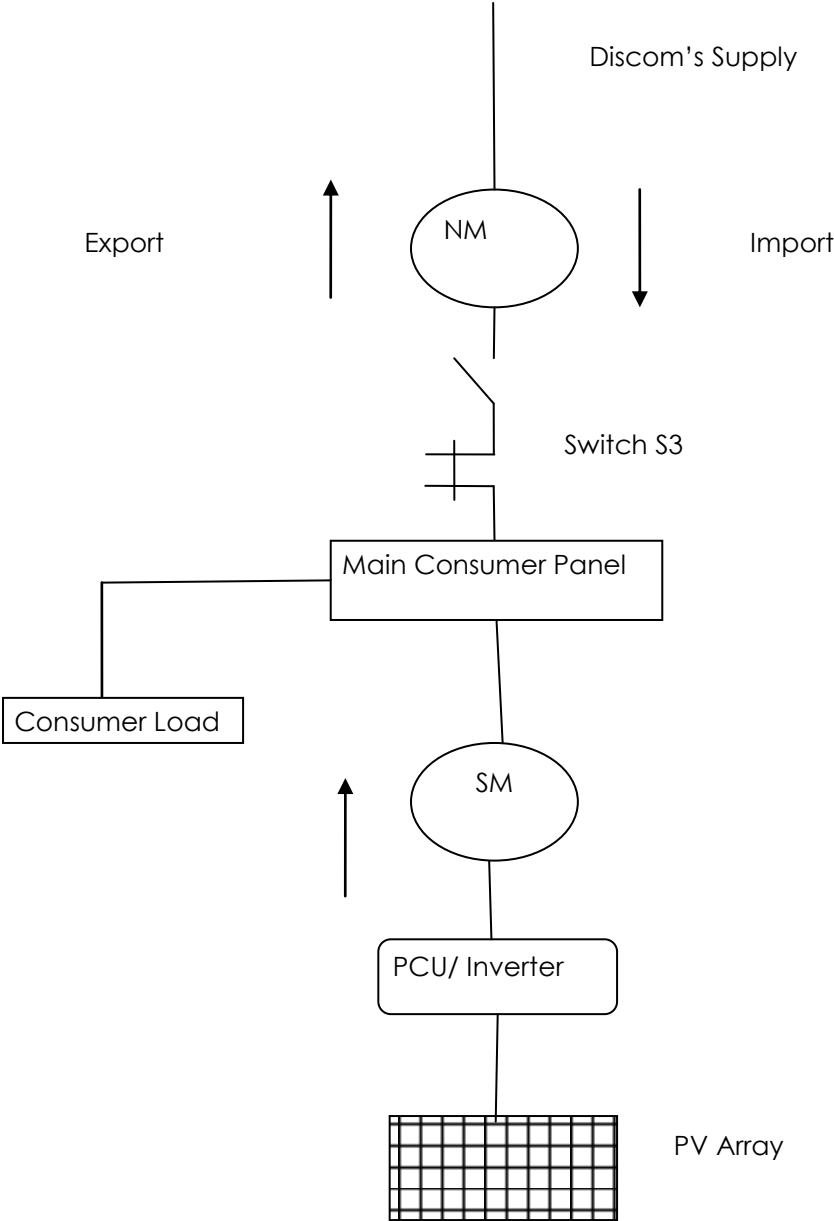 Discom’s Supply
NM
Export
Import
Switch S3
Main Consumer Panel
Consumer Load
SM
PCU/ Inverter
PV Array